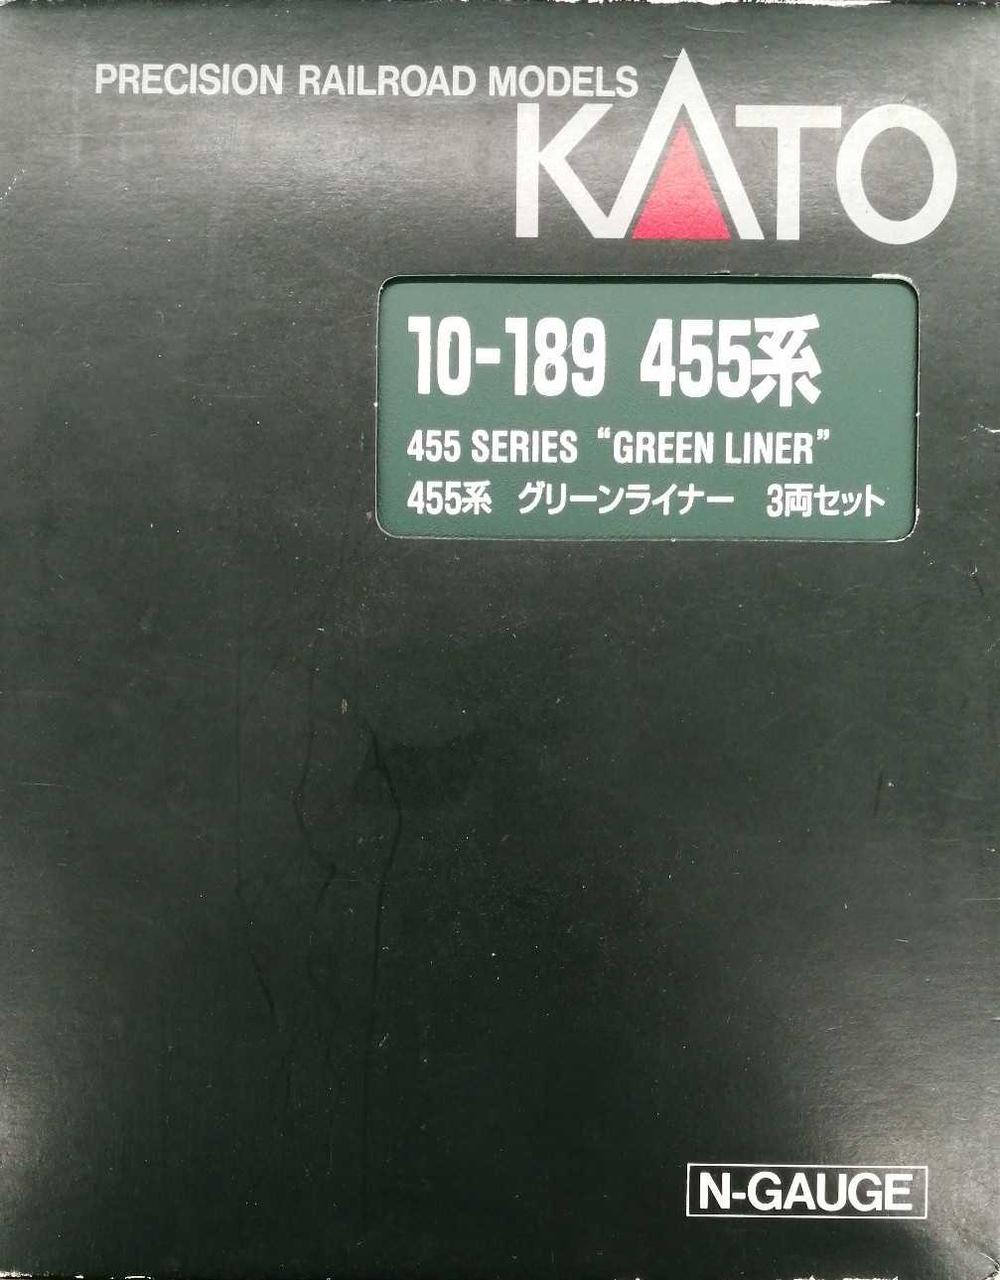 PRECISION RAILROAD MODELS
KATO
10-189 455系
455 SERIES “GREEN LINER”
455系 グリーンライナー 3両セット
N-GAUGE